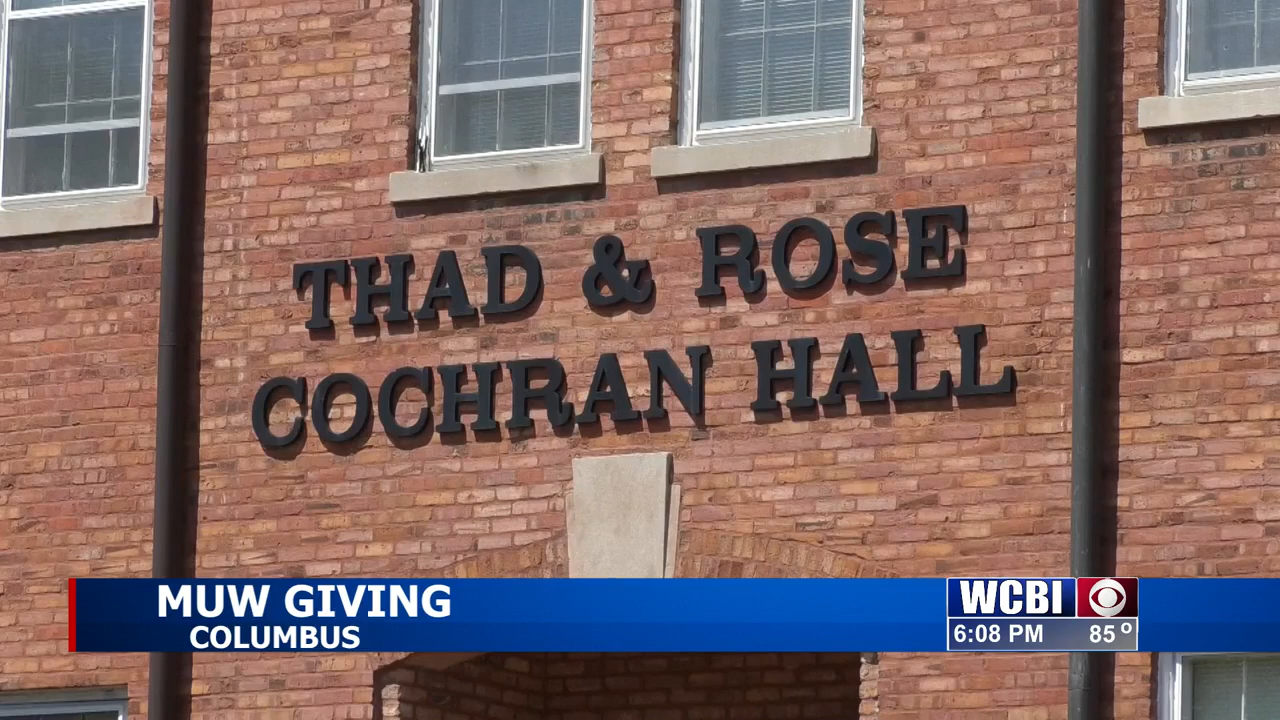 THAD & ROSE
COCHRAN HALL
MUW GIVING
COLUMBUS
WCBI
6:08 PM 85°